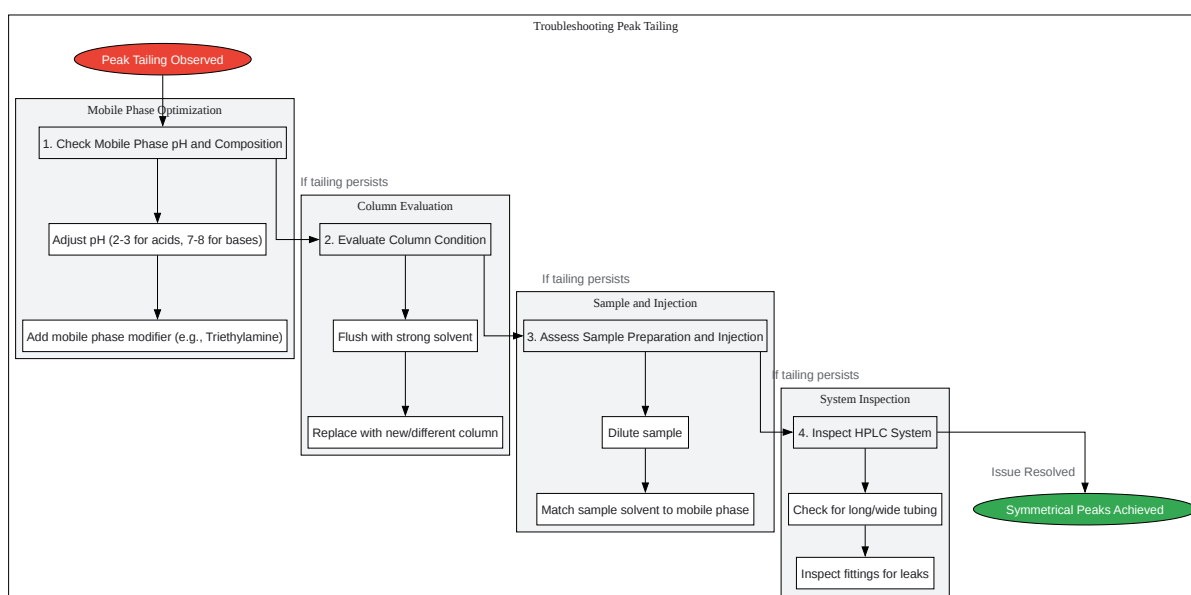 Troubleshooting Peak Tailing
Peak Tailing Observed
Mobile Phase Optimization
1. Check Mobile Phase pH and Composition
Adjust pH (2-3 for acids, 7-8 for bases)
Add mobile phase modifier (e.g., Triethylamine)
If tailing persists
Column Evaluation
2. Evaluate Column Condition
Flush with strong solvent
Replace with new/different column
If tailing persists
Sample and Injection
3. Assess Sample Preparation and Injection
Dilute sample
Match sample solvent to mobile phase
If tailing persists
System Inspection
4. Inspect HPLC System
Check for long/wide tubing
Inspect fittings for leaks
Issue Resolved
Symmetrical Peaks Achieved